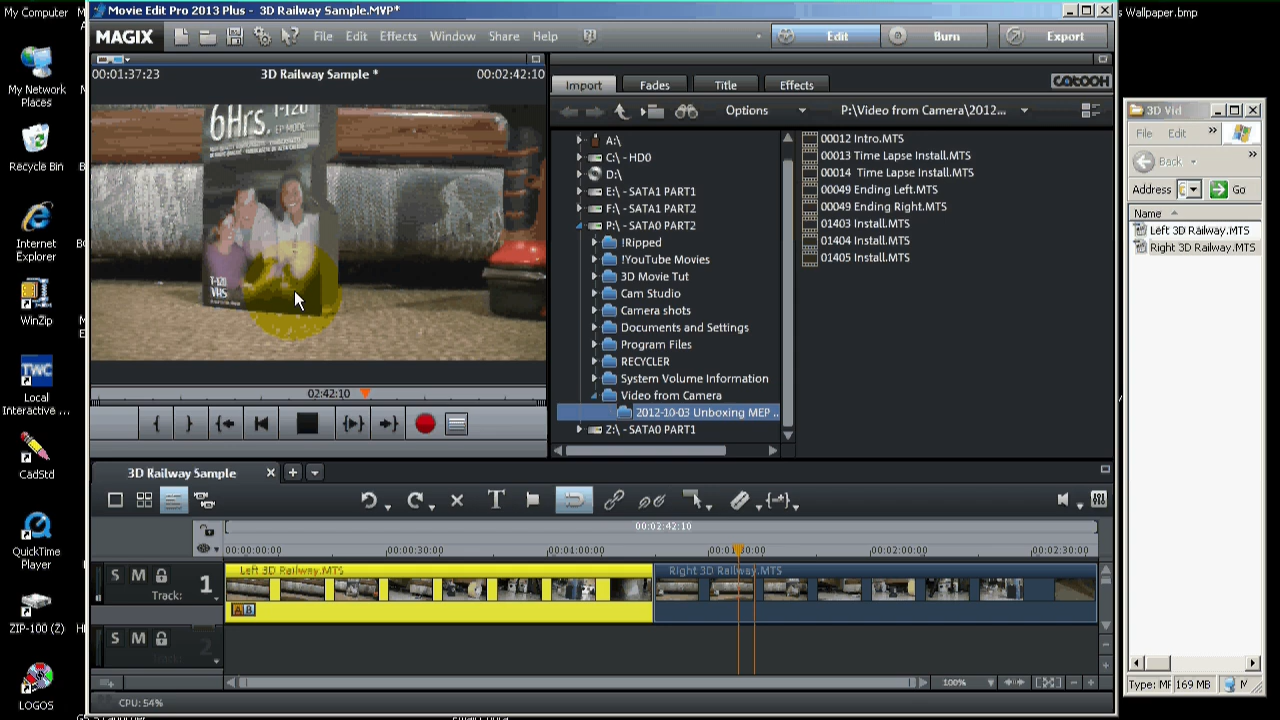 My Computer
My Network
Places
Recycle Bin
Internet
Explorer
WinZip
Local
Interactive ...
CadStd
QuickTime
Player
ZIP-100 (Z)
LOGOS
Movie Edit Pro 2013 Plus - 3D Railway Sample.MVP*
s Wallpaper.bmp
MAGIX
File Edit Effects Window Share Help
Edit Burn Export
00:01:37:23 3D Railway Sample * 00:02:42:10
6Hrs. T-120
EP MODE
T-120
VHS
02:42:10
Import Fades Title Effects
CATOOH
Options P:\Video from Camera\2012...
A:\
C:\ - HD0
D:\
E:\ - SATA1 PART1
F:\ - SATA1 PART2
P:\ - SATA0 PART2
!Ripped
!YouTube Movies
3D Movie Tut
Cam Studio
Camera shots
Documents and Settings
Program Files
RECYCLER
System Volume Information
Video from Camera
2012-10-03 Unboxing MEP ..
Z:\ - SATA0 PART1
00012 Intro.MTS
00013 Time Lapse Install.MTS
00014 Time Lapse Install.MTS
00049 Ending Left.MTS
00049 Ending Right.MTS
01403 Install.MTS
01404 Install.MTS
01405 Install.MTS
3D Vid
File Edit »
Back »
Address Go
Name
Left 3D Railway.MTS
Right 3D Railway.MTS
Type: MF 169 MB
3D Railway Sample
00:02:42:10
00:00:00:00 00:00:30:00 00:01:00:00 00:01:30:00 00:02:00:00 00:02:30:00
S M 1
Track:
Left 3D Railway.MTS
Right 3D Railway.MTS
A B
S M 2
100%
CPU: 54%